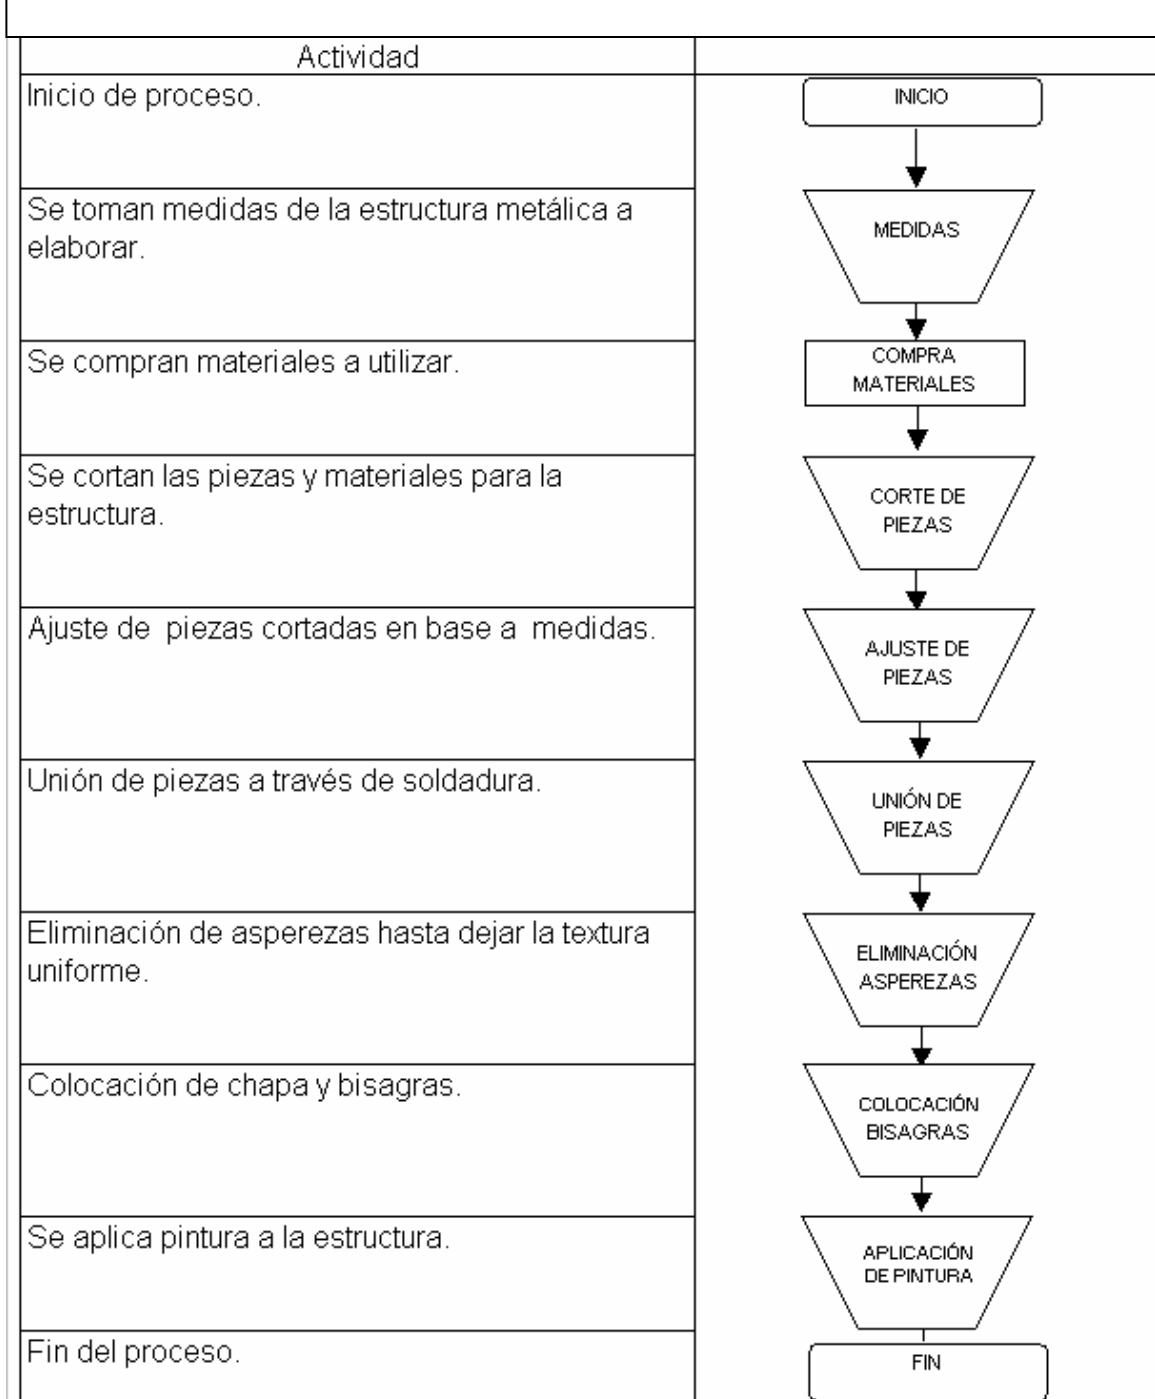 Actividad
Inicio de proceso.
INICIO
Se toman medidas de la estructura metálica a
elaborar.
MEDIDAS
Se compran materiales a utilizar.
COMPRA
MATERIALES
Se cortan las piezas y materiales para la
estructura.
CORTE DE
PIEZAS
Ajuste de  piezas cortadas en base a  medidas.
AJUSTE DE
PIEZAS
Unión de piezas a través de soldadura.
UNIÓN DE
PIEZAS
Eliminación de asperezas hasta dejar la textura
uniforme.
ELIMINACIÓN
ASPEREZAS
Colocación de chapa y bisagras.
COLOCACIÓN
BISAGRAS
Se aplica pintura a la estructura.
APLICACIÓN
DE PINTURA
Fin del proceso.
FIN